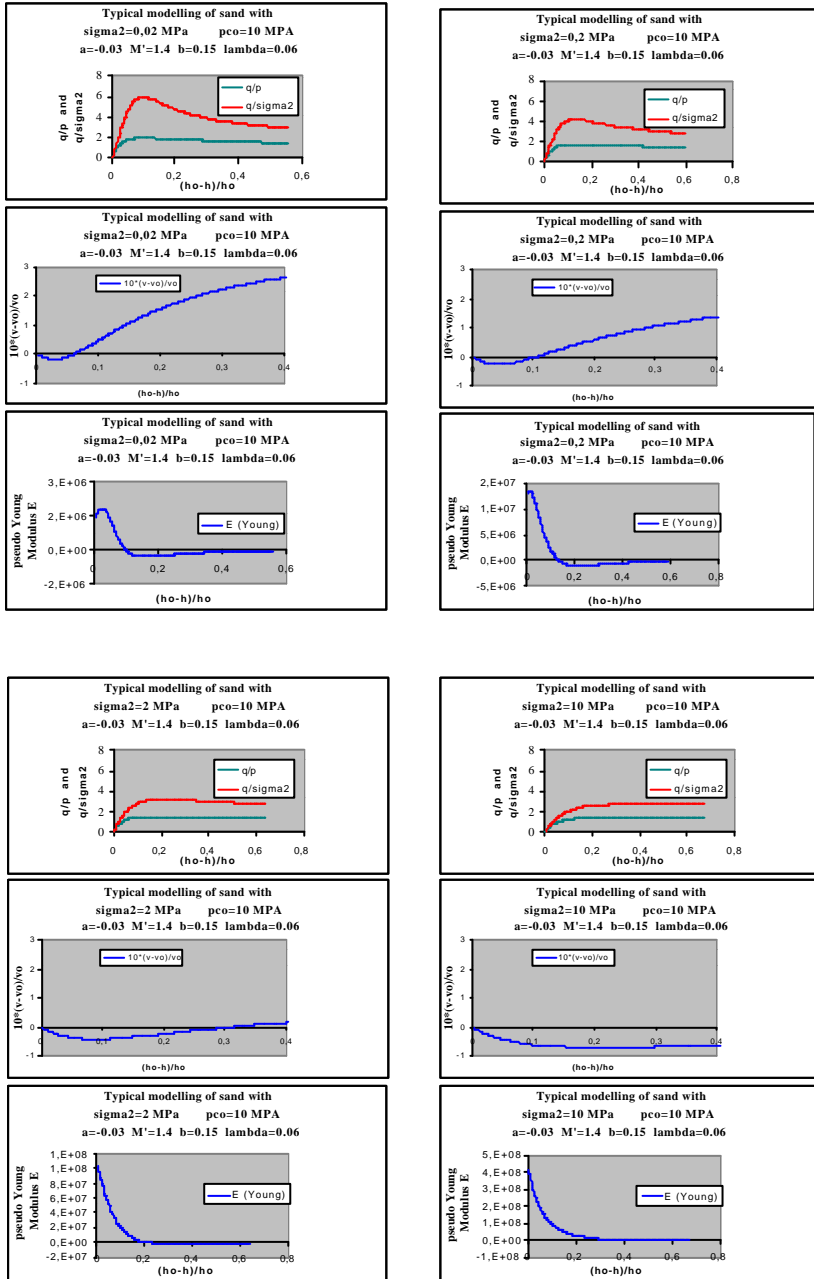 Typical modelling of sand with
sigma2=0,02 MPa pco=10 MPA
a=-0.03 M'=1.4 b=0.15 lambda=0.06
8
6
4
2
0
q/p and
q/sigma2
q/p
q/sigma2
0 0,2 0,4 0,6
(ho-h)/ho
Typical modelling of sand with
sigma2=0,2 MPa pco=10 MPA
a=-0.03 M'=1.4 b=0.15 lambda=0.06
8
6
4
2
0
q/p and
q/sigma2
q/p
q/sigma2
0 0,2 0,4 0,6 0,8
(ho-h)/ho
Typical modelling of sand with
sigma2=0,02 MPa pco=10 MPA
a=-0.03 M'=1.4 b=0.15 lambda=0.06
3
2
1
0
-1
10*(v-vo)/vo
10*(v-vo)/vo
0 0,1 0,2 0,3 0,4
(ho-h)/ho
Typical modelling of sand with
sigma2=0,2 MPa pco=10 MPA
a=-0.03 M'=1.4 b=0.15 lambda=0.06
3
2
1
0
-1
10*(v-vo)/vo
10*(v-vo)/vo
0 0,1 0,2 0,3 0,4
(ho-h)/ho
Typical modelling of sand with
sigma2=0,02 MPa pco=10 MPA
a=-0.03 M'=1.4 b=0.15 lambda=0.06
3,E+06
2,E+06
0,E+00
-2,E+06
pseudo Young
Modulus E
E (Young)
0 0,2 0,4 0,6
(ho-h)/ho
Typical modelling of sand with
sigma2=0,2 MPa pco=10 MPA
a=-0.03 M'=1.4 b=0.15 lambda=0.06
2,E+07
1,E+07
5,E+06
0,E+00
-5,E+06
pseudo Young
Modulus E
E (Young)
0 0,2 0,4 0,6 0,8
(ho-h)/ho
Typical modelling of sand with
sigma2=2 MPa pco=10 MPA
a=-0.03 M'=1.4 b=0.15 lambda=0.06
8
6
4
2
0
q/p and
q/sigma2
q/p
q/sigma2
0 0,2 0,4 0,6 0,8
(ho-h)/ho
Typical modelling of sand with
sigma2=10 MPa pco=10 MPA
a=-0.03 M'=1.4 b=0.15 lambda=0.06
8
6
4
2
0
q/p and
q/sigma2
q/p
q/sigma2
0 0,2 0,4 0,6 0,8
(ho-h)/ho
Typical modelling of sand with
sigma2=2 MPa pco=10 MPA
a=-0.03 M'=1.4 b=0.15 lambda=0.06
3
2
1
0
-1
10*(v-vo)/vo
10*(v-vo)/vo
0 0,1 0,2 0,3 0,4
(ho-h)/ho
Typical modelling of sand with
sigma2=10 MPa pco=10 MPA
a=-0.03 M'=1.4 b=0.15 lambda=0.06
3
2
1
0
-1
10*(v-vo)/vo
10*(v-vo)/vo
0 0,1 0,2 0,3 0,4
(ho-h)/ho
Typical modelling of sand with
sigma2=2 MPa pco=10 MPA
a=-0.03 M'=1.4 b=0.15 lambda=0.06
1,E+08
1,E+08
8,E+07
6,E+07
4,E+07
2,E+07
0,E+00
-2,E+07
pseudo Young
Modulus E
E (Young)
0 0,2 0,4 0,6 0,8
(ho-h)/ho
Typical modelling of sand with
sigma2=10 MPa pco=10 MPA
a=-0.03 M'=1.4 b=0.15 lambda=0.06
5,E+08
4,E+08
3,E+08
2,E+08
1,E+08
0,E+00
-1,E+08
pseudo Young
Modulus E
E (Young)
0 0,2 0,4 0,6 0,8
(ho-h)/ho